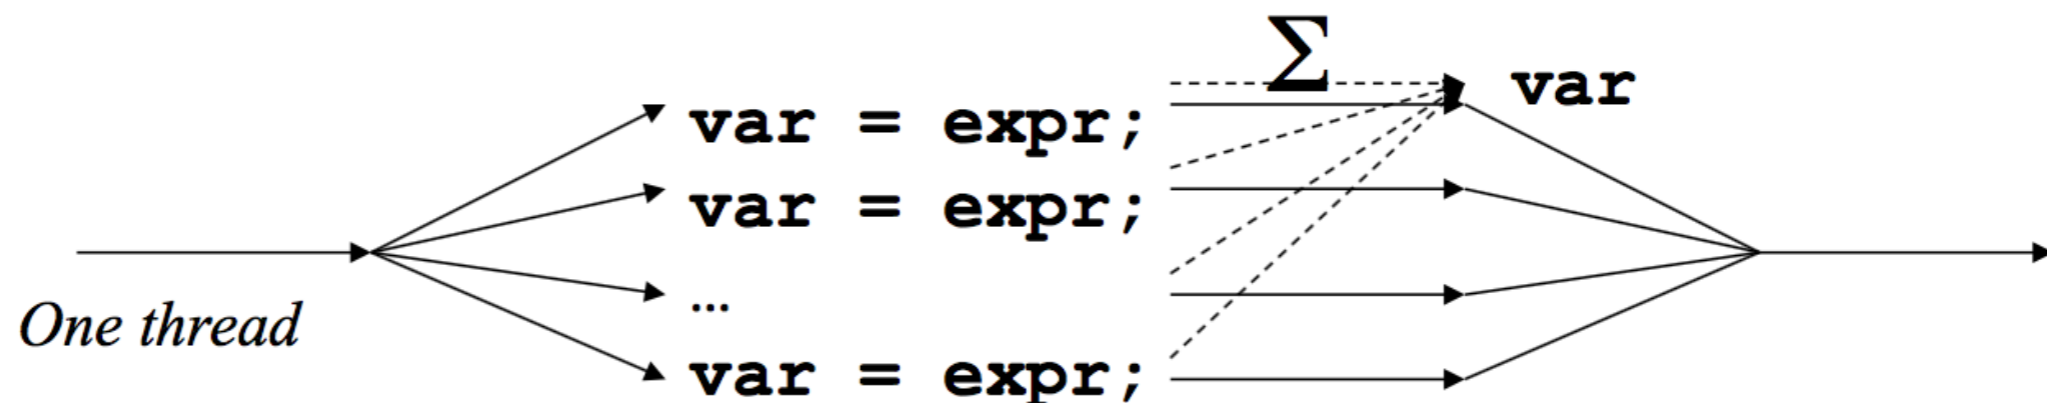 ∑
var
var = expr;
var = expr;
One thread
...
var = expr;